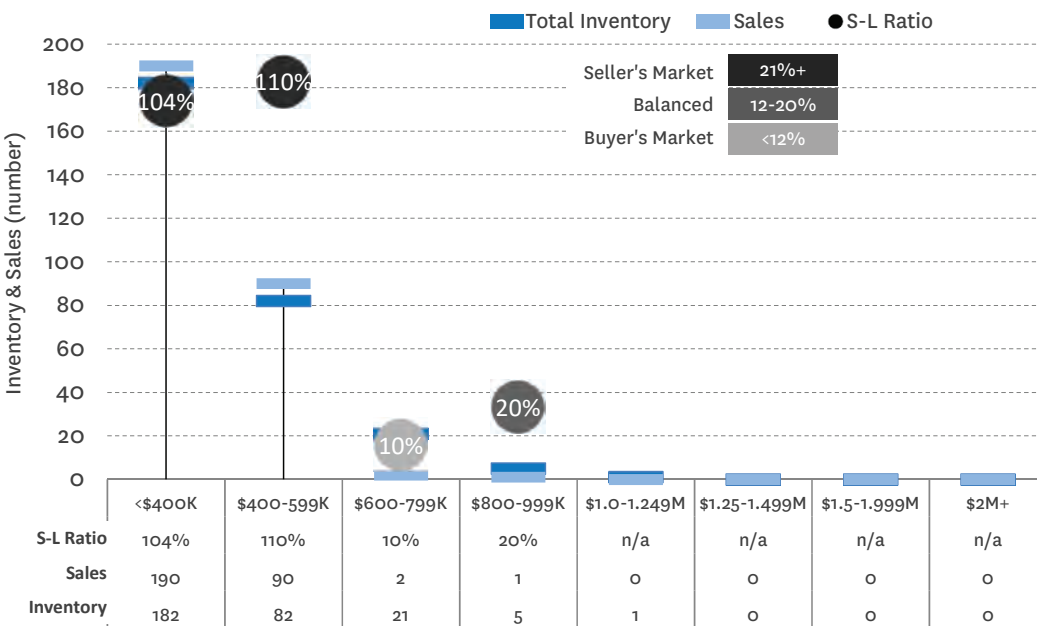 Total Inventory Sales S-L Ratio
Seller's Market 21%+
Balanced 12-20%
Buyer's Market <12%
Inventory & Sales (number)
200
180
160
140
120
100
80
60
40
20
0
104%
110%
10%
20%
<$400K $400-599K $600-799K $800-999K $1.0-1.249M $1.25-1.499M $1.5-1.999M $2M+
S-L Ratio 104% 110% 10% 20% n/a n/a n/a n/a
Sales 190 90 2 1 0 0 0 0
Inventory 182 82 21 5 1 0 0 0